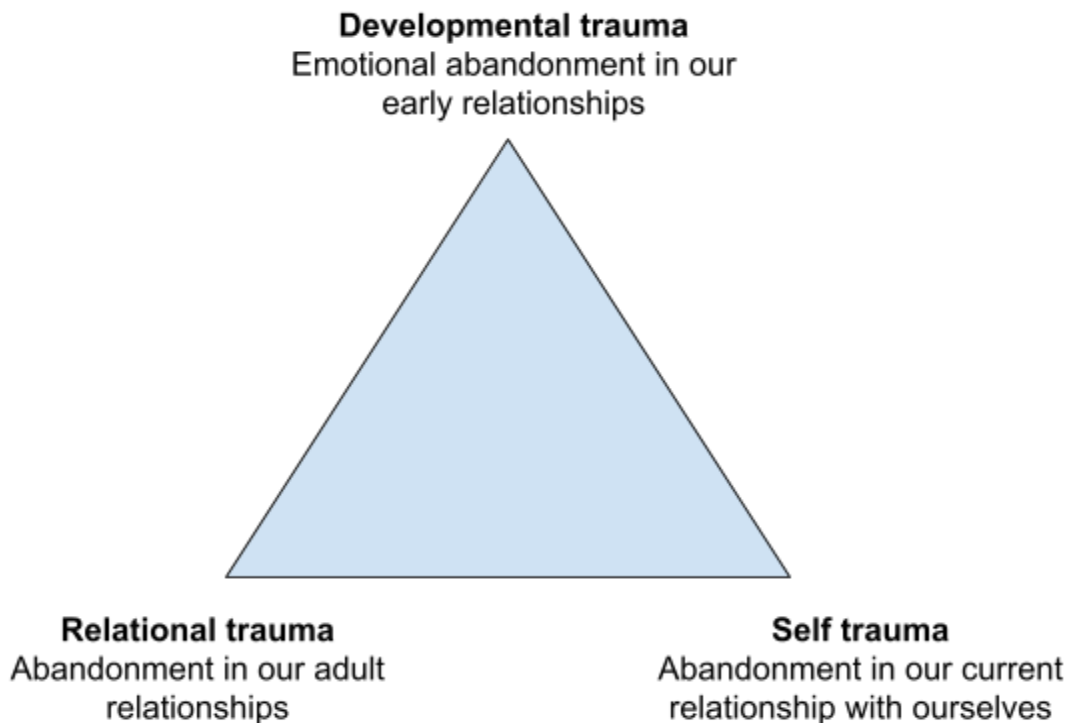 Developmental trauma
Emotional abandonment in our
early relationships
Relational trauma
Abandonment in our adult
relationships
Self trauma
Abandonment in our current
relationship with ourselves